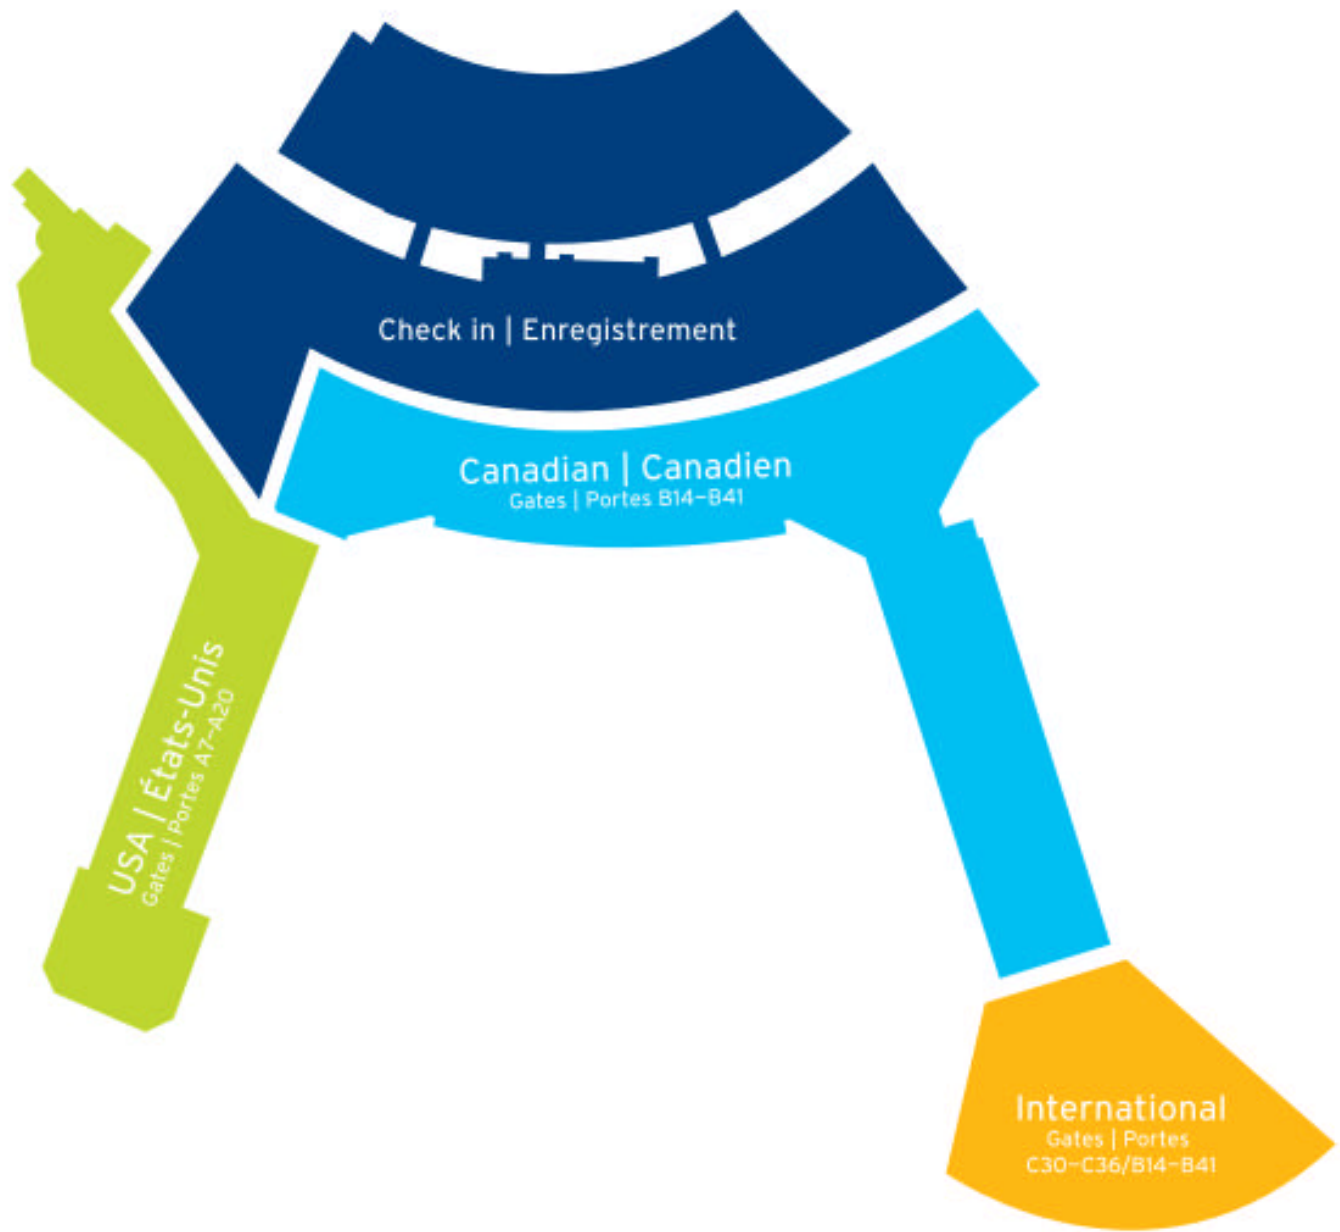 Check in | Enregistrement
Canadian | Canadien
Gates | Portes B14–B41
USA | États-Unis
Gates | Portes A7–A20
International
Gates | Portes
C30–C36/B14–B41